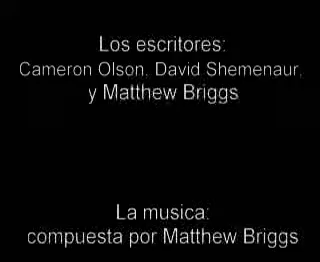 Los escritores:
Cameron Olson, David Shemenaur,
y Matthew Briggs
La musica:
compuesta por Matthew Briggs